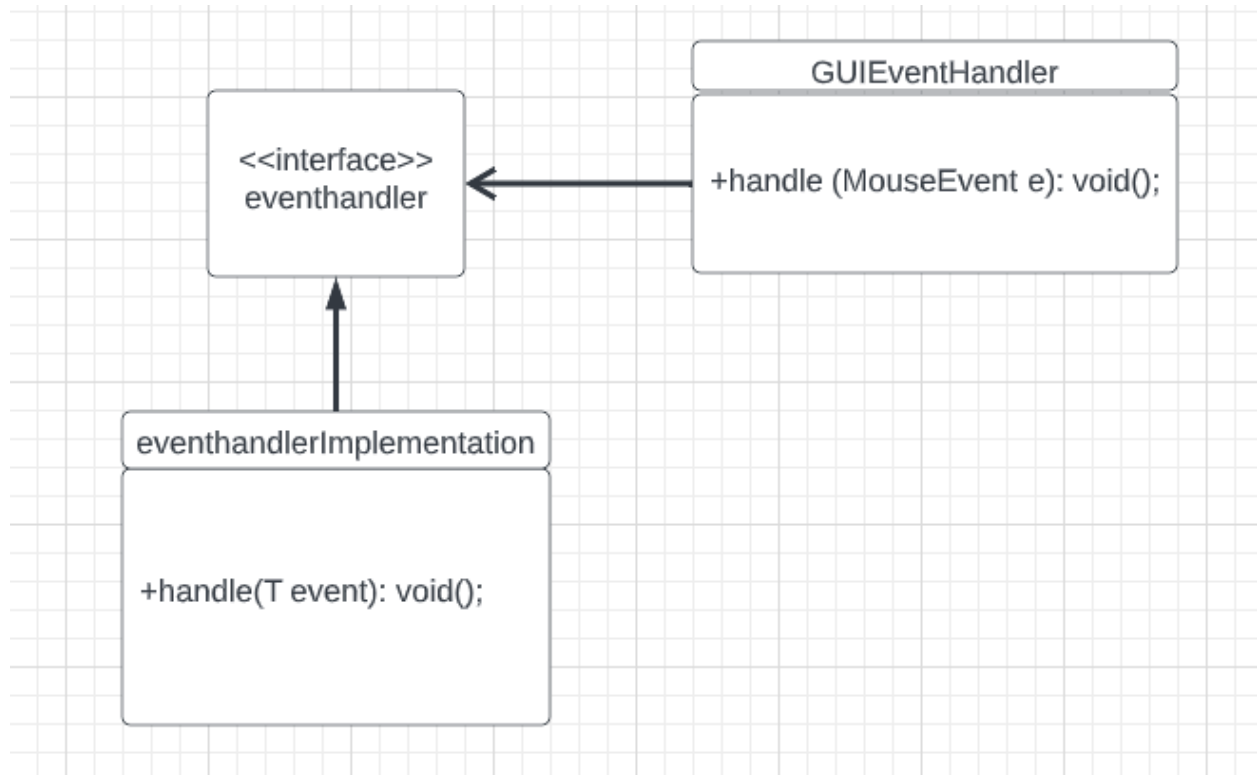 <<interface>>
eventhandler
GUIEventHandler
+handle (MouseEvent e): void();
eventhandlerImplementation
+handle(T event): void();